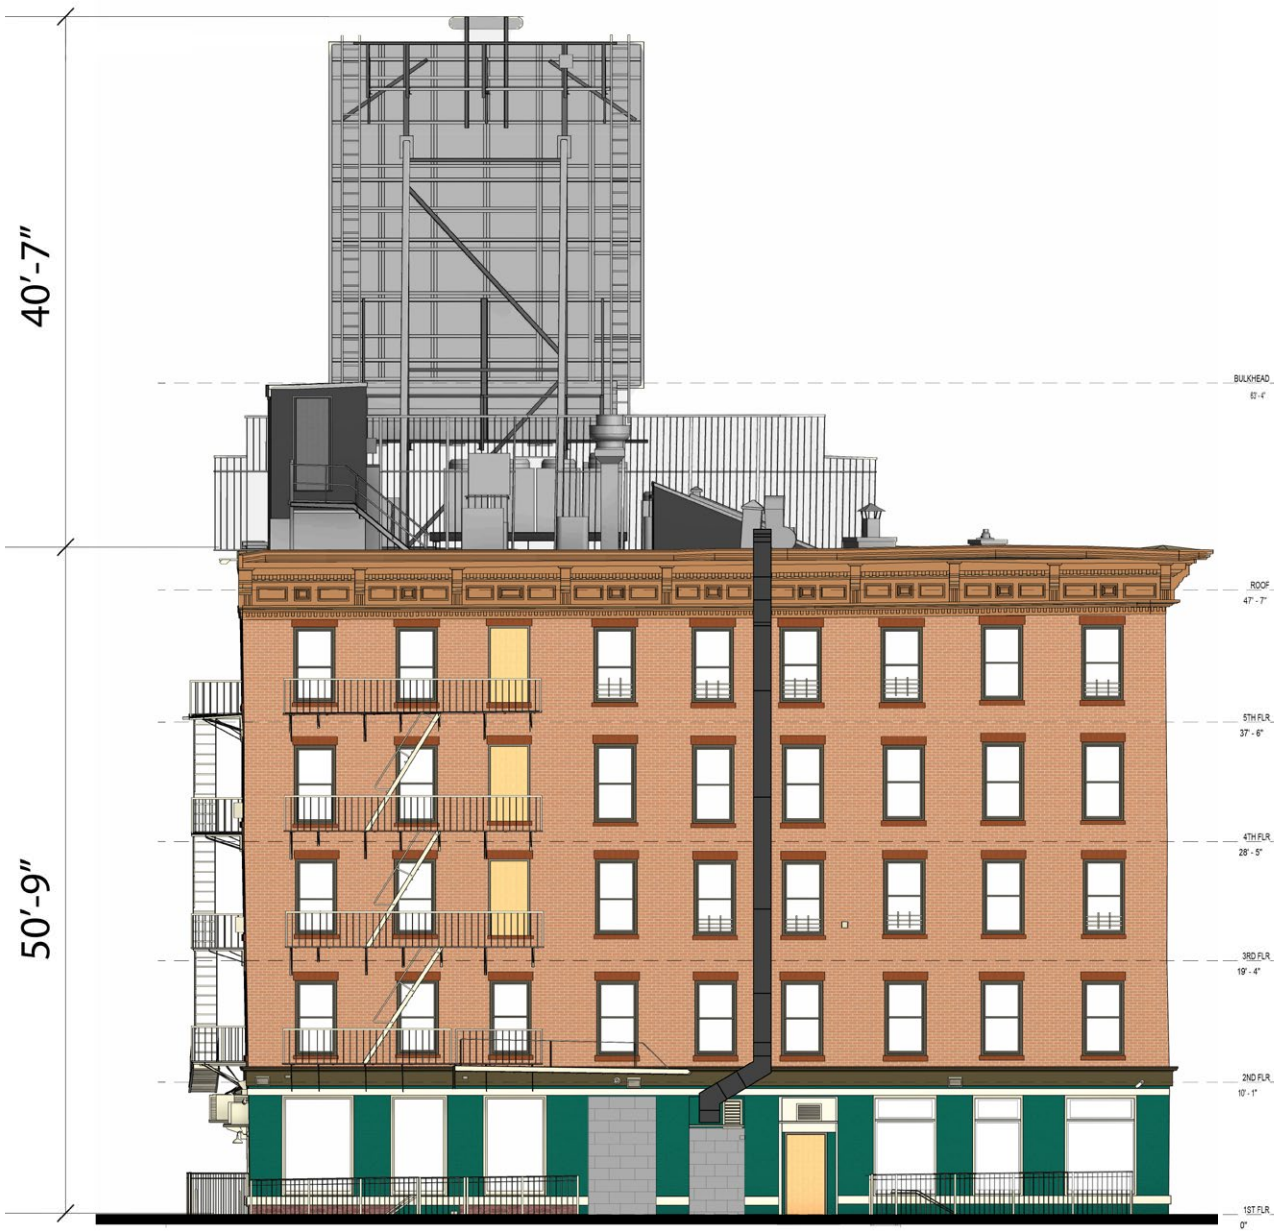 40'-7"
50'-9"
BULKHEAD
62'-4"
ROOF
47' - 7"
5TH FLR
37' - 6"
4TH FLR
28' - 5"
3RD FLR
19' - 4"
2ND FLR
10' - 1"
1ST FLR
0"